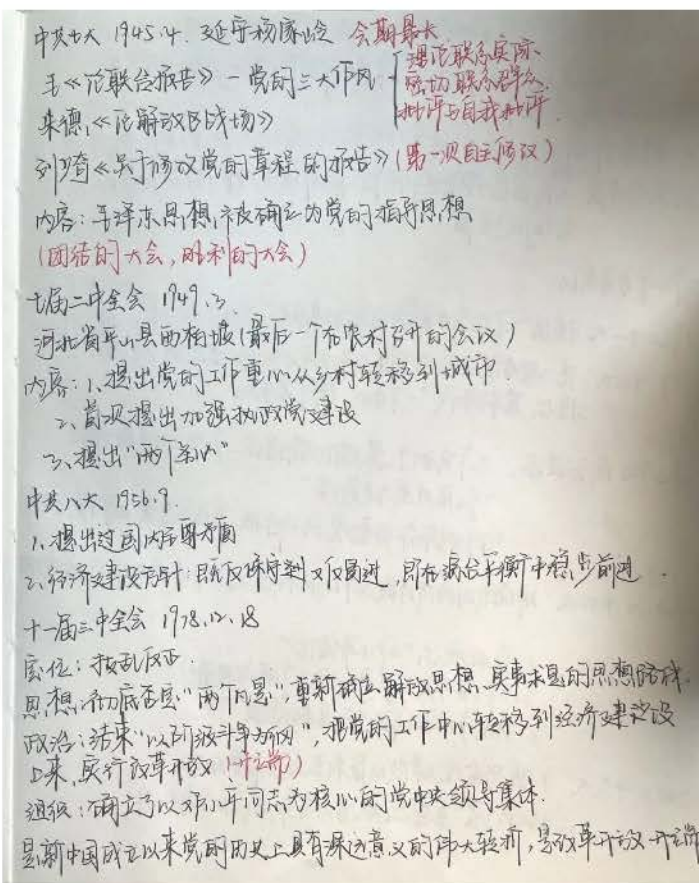 中共七大 1945.4. 延安杨家岭 会期最长
毛《论联合报告》一党的三大作风 理论联系实际
密切联系群众
批评与自我批评
朱德《论解放区战场》
刘少奇《关于修改党的章程的报告》(第一次自主修改)
内容:毛泽东思想被确立为党的指导思想
(团结的大会,胜利的大会)
七届二中全会 1949.3.
河北省平山县西柏坡(最后一个在农村召开的会议)
内容:1、提出党的工作重心从乡村转移到城市
2、首次提出加强执政党建设
3、提出“两个务必”
中共八大 1956.9.
1、提出过国内主要矛盾
2、经济建设方针:既反保守又反冒进,即在综合平衡中稳步前进.
十一届三中全会 1978.12.18
定位:拨乱反正.
思想:彻底否定“两个凡是”,重新确立解放思想、实事求是的思想路线.
政治:结束“以阶级斗争为纲”,把党的工作中心转移到经济建设
上来,实行改革开放(开端)
组织:确立了以邓小平同志为核心的党中央领导集体.
是新中国成立以来党的历史上具有深远意义的伟大转折,是改革开放开端